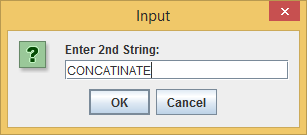 Input
Enter 2nd String:
CONCATINATE
OK Cancel